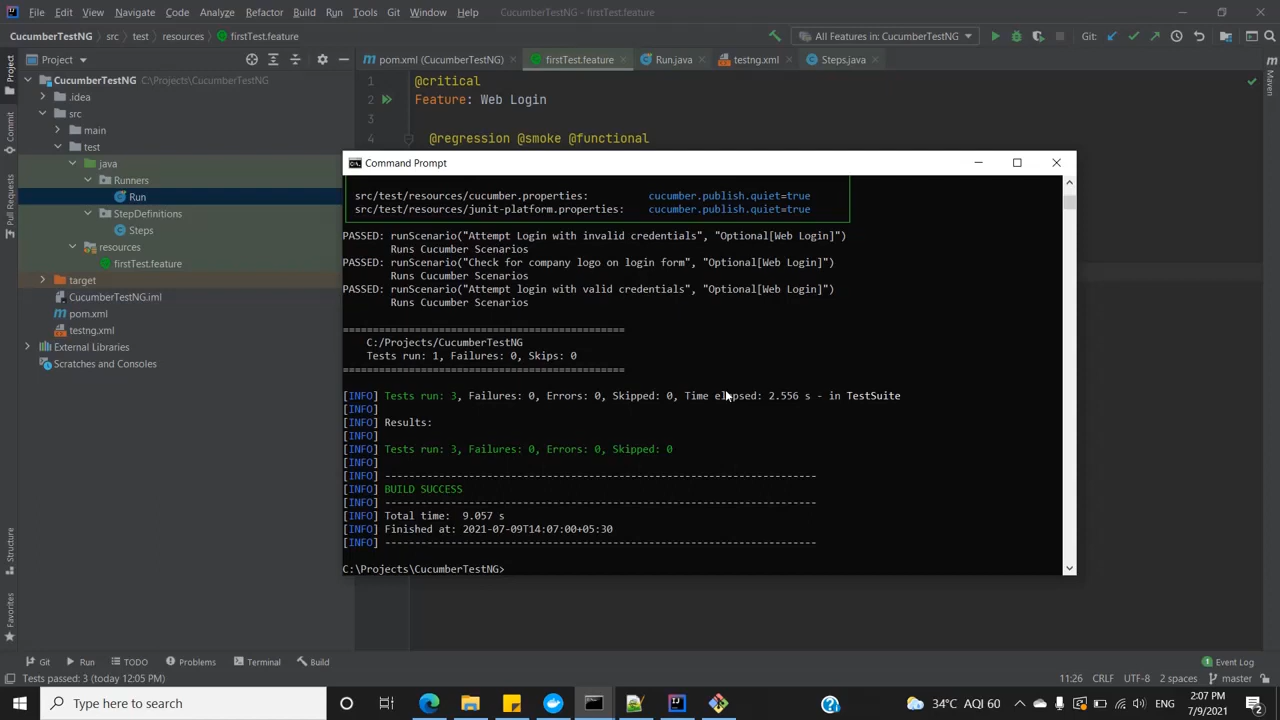 File Edit View Navigate Code Analyze Refactor Build Run Tools Git Window Help CucumberTestNG - firstTest.feature
CucumberTestNG src test resources firstTest.feature All Features in: CucumberTestNG Git:
Project pom.xml (CucumberTestNG) firstTest.feature Run.java testng.xml Steps.java
Project
Commit
Pull Requests
Structure
Favorites
Maven
CucumberTestNG C:\Projects\CucumberTestNG
.idea
src
main
test
java
Runners
Run
StepDefinitions
Steps
resources
firstTest.feature
target
CucumberTestNG.iml
pom.xml
testng.xml
External Libraries
Scratches and Consoles
1 @critical
2 Feature: Web Login
3
4 @regression @smoke @functional
Command Prompt
src/test/resources/cucumber.properties: cucumber.publish.quiet=true
src/test/resources/junit-platform.properties: cucumber.publish.quiet=true
PASSED: runScenario("Attempt Login with invalid credentials", "Optional[Web Login]")
Runs Cucumber Scenarios
PASSED: runScenario("Check for company logo on login form", "Optional[Web Login]")
Runs Cucumber Scenarios
PASSED: runScenario("Attempt login with valid credentials", "Optional[Web Login]")
Runs Cucumber Scenarios
===============================================
C:/Projects/CucumberTestNG
Tests run: 1, Failures: 0, Skips: 0
===============================================
[INFO] Tests run: 3, Failures: 0, Errors: 0, Skipped: 0, Time elapsed: 2.556 s - in TestSuite
[INFO]
[INFO] Results:
[INFO]
[INFO] Tests run: 3, Failures: 0, Errors: 0, Skipped: 0
[INFO]
[INFO] ------------------------------------------------------------------------
[INFO] BUILD SUCCESS
[INFO] ------------------------------------------------------------------------
[INFO] Total time: 9.057 s
[INFO] Finished at: 2021-07-09T14:07:00+05:30
[INFO] ------------------------------------------------------------------------
C:\Projects\CucumberTestNG>
Git Run TODO Problems Terminal Build 1 Event Log
Tests passed: 3 (today 12:05 PM) 11:26 CRLF UTF-8 2 spaces master
Type here to search 34°C AQI 60 2:07 PM
7/9/2021 2